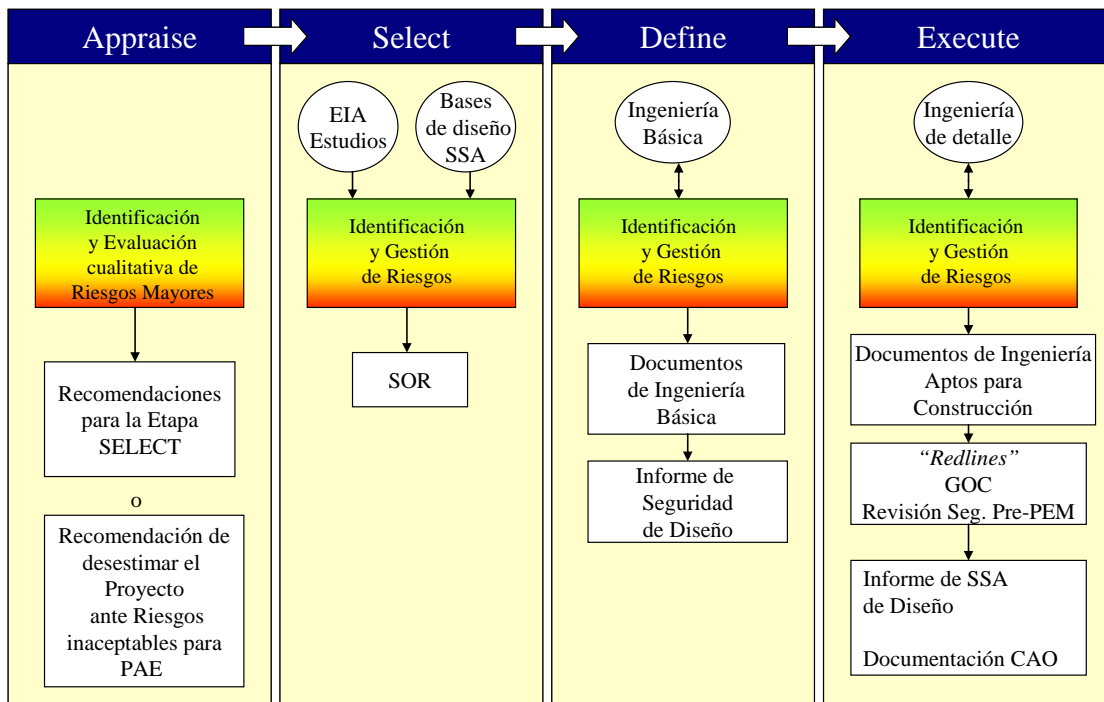 Appraise
Select
Define
Execute
Identificación
y Evaluación
cualitativa de
Riesgos Mayores
Recomendaciones
para la Etapa
SELECT
o
Recomendación de
desestimar el
Proyecto
ante Riesgos
inaceptables para
PAE
EIA
Estudios
Bases
de diseño
SSA
Identificación
y Gestión
de Riesgos
SOR
Ingeniería
Básica
Identificación
y Gestión
de Riesgos
Documentos
de Ingeniería
Básica
Informe de
Seguridad
de Diseño
Ingeniería
de detalle
Identificación
y Gestión
de Riesgos
Documentos de Ingeniería
Aptos para
Construcción
“Redlines”
GOC
Revisión Seg. Pre-PEM
Informe de SSA
de Diseño
Documentación CAO